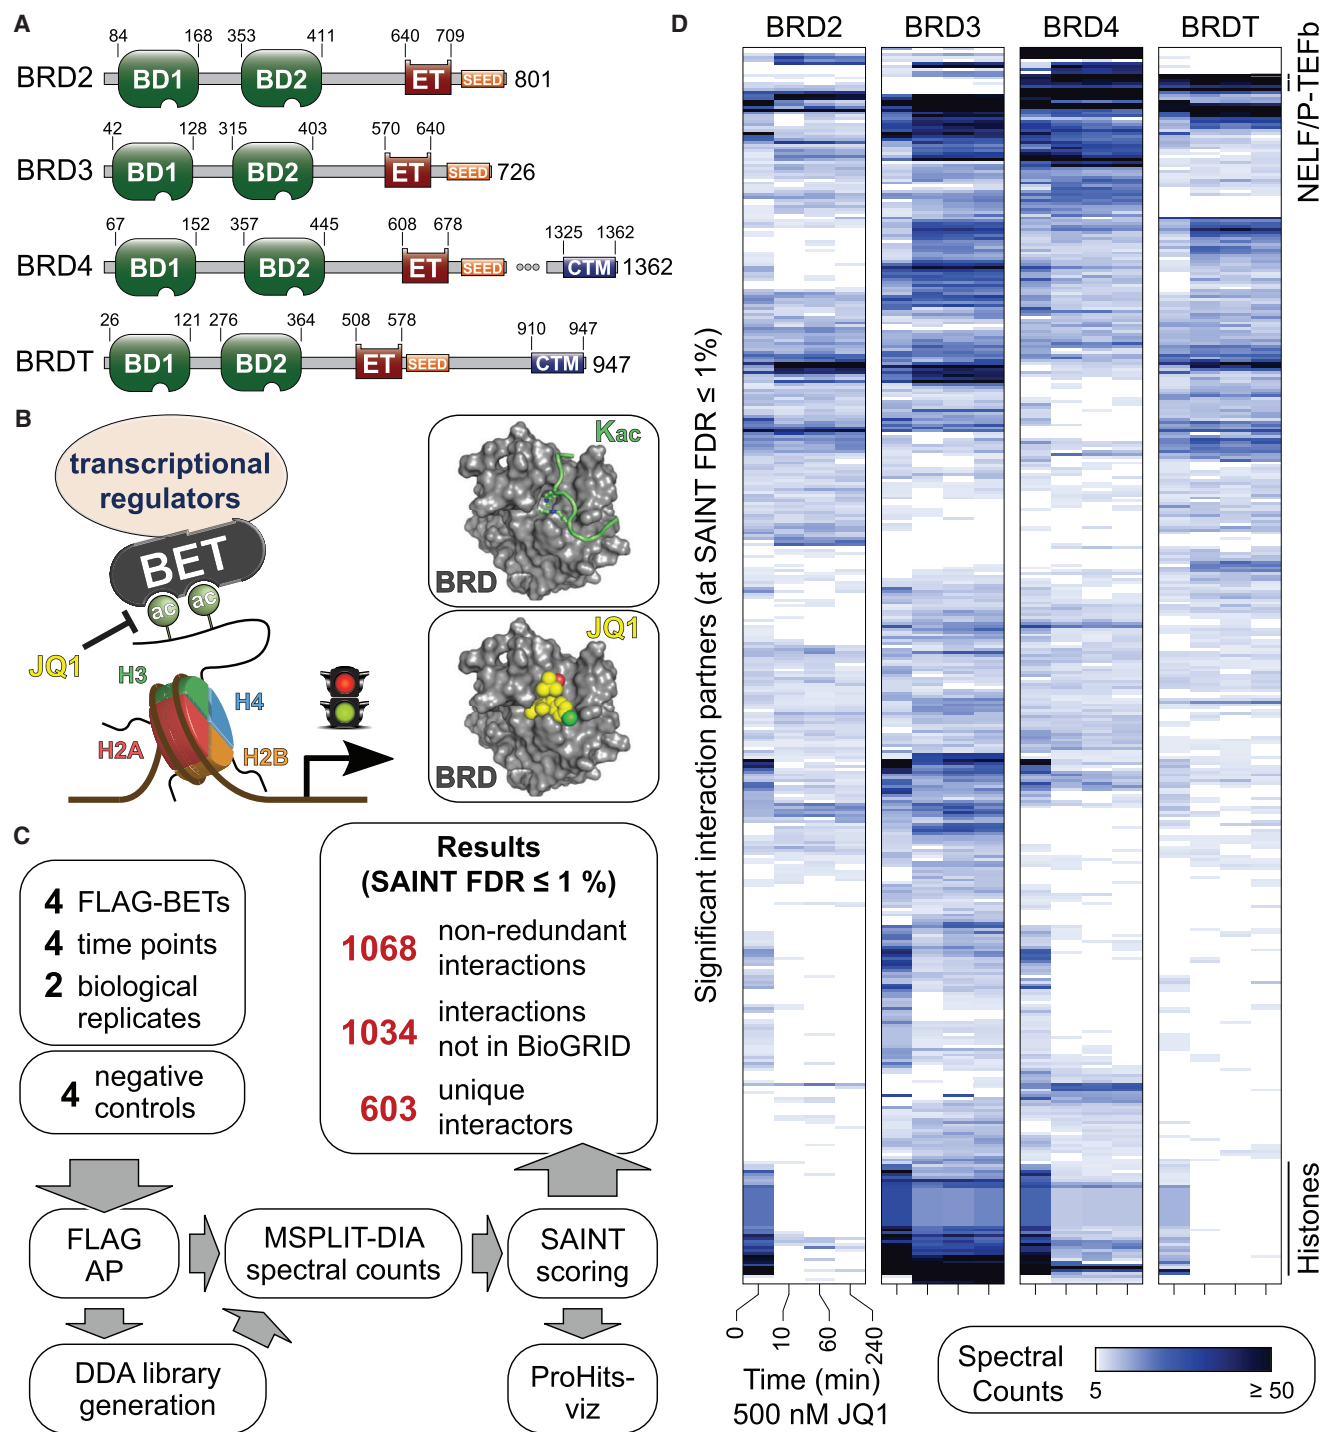 A
84 168 353 411 640 709
BRD2 BD1 BD2 ET SEED 801
42 128 315 403 570 640
BRD3 BD1 BD2 ET SEED 726
67 152 357 445 608 678 1325 1362
BRD4 BD1 BD2 ET SEED CTM 1362
26 121 276 364 508 578 910 947
BRDT BD1 BD2 ET SEED CTM 947
B
transcriptional
regulators
BET
ac ac
JQ1
H3
H4
H2A
H2B
Kac
BRD
JQ1
BRD
C
4 FLAG-BETs
4 time points
2 biological
replicates
4 negative
controls
Results
(SAINT FDR ≤ 1 %)
1068 non-redundant
interactions
1034 interactions
not in BioGRID
603 unique
interactors
FLAG
AP
MSPLIT-DIA
spectral counts
SAINT
scoring
DDA library
generation
ProHits-
viz
D
BRD2 BRD3 BRD4 BRDT
Significant interaction partners (at SAINT FDR ≤ 1%)
NELF/P-TEFb
Histones
0 10 60 240
Time (min)
500 nM JQ1
Spectral
Counts
5 ≥ 50